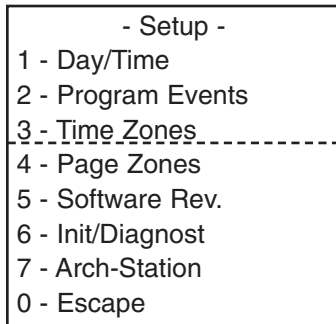 - Setup -
1 - Day/Time
2 - Program Events
3 - Time Zones
4 - Page Zones
5 - Software Rev.
6 - Init/Diagnost
7 - Arch-Station
0 - Escape